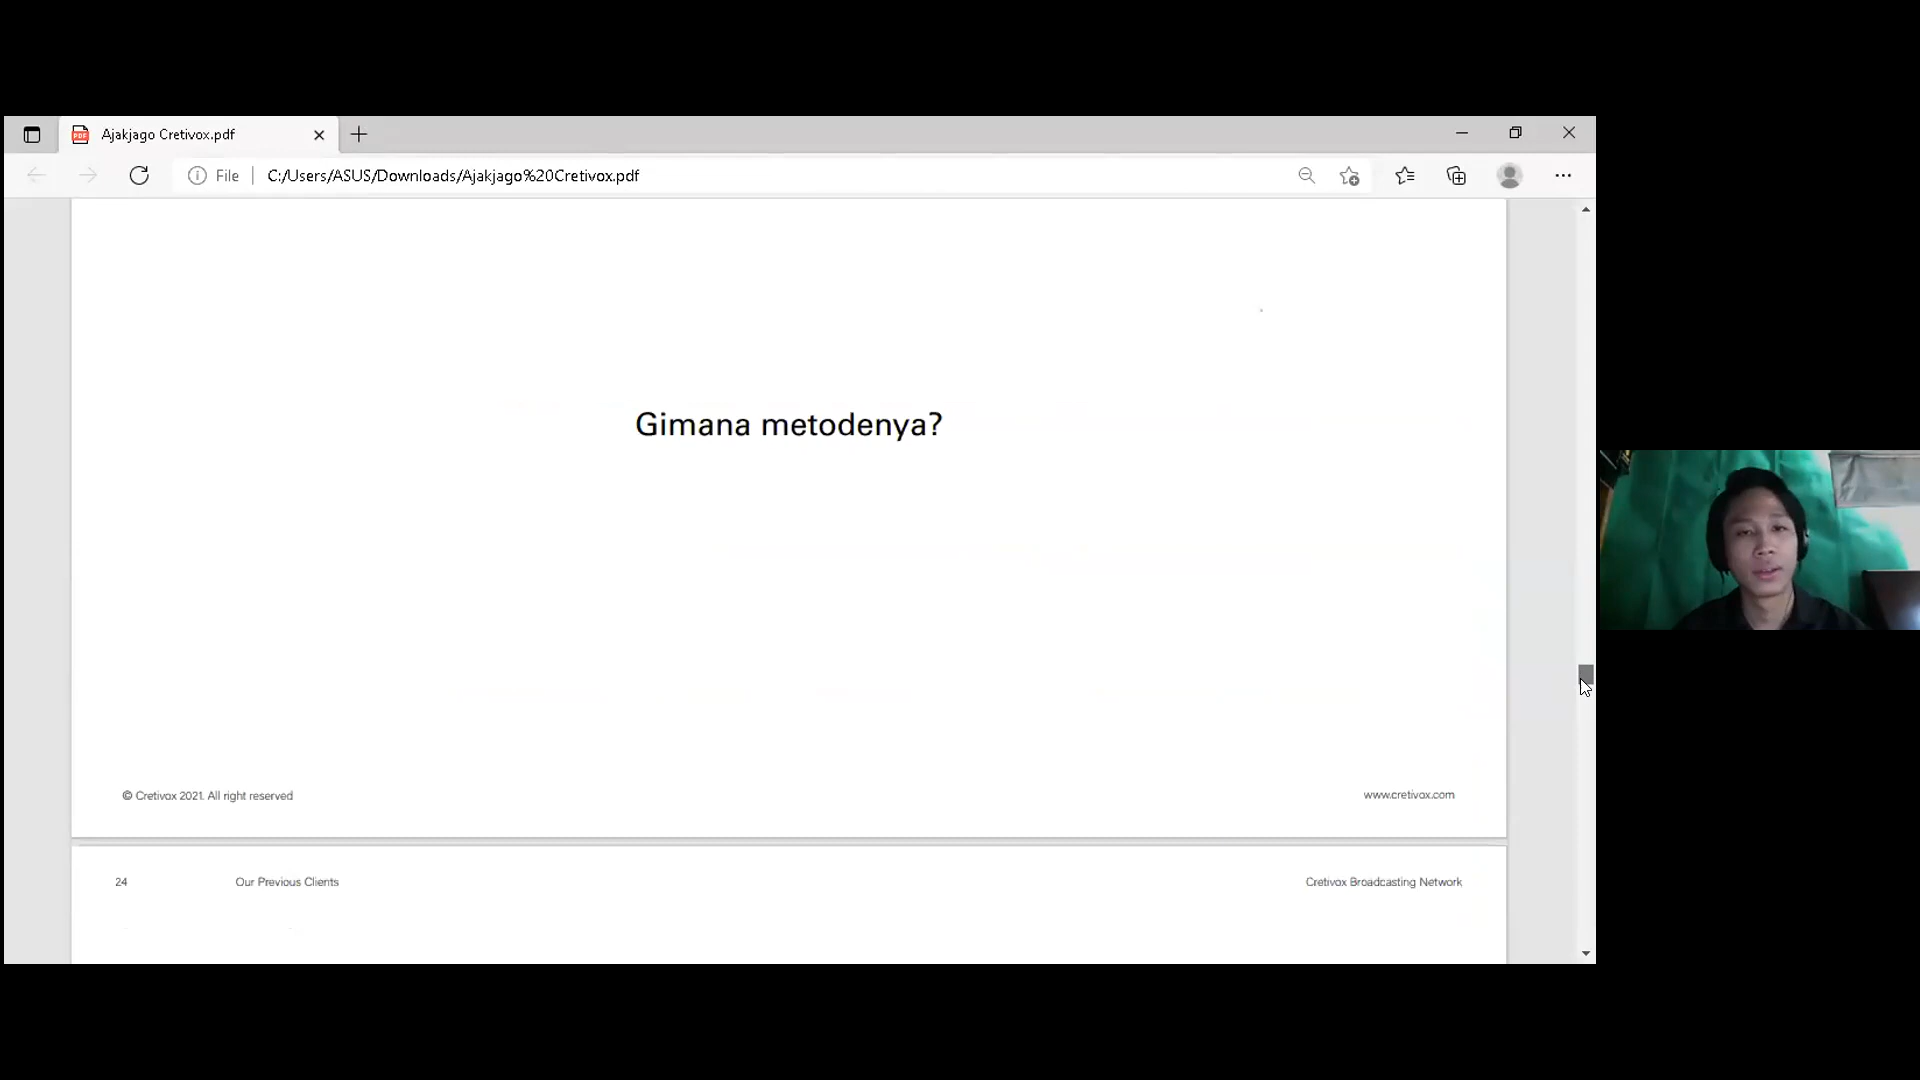 Ajakjago Cretivox.pdf
File
C:/Users/ASUS/Downloads/Ajakjago%20Cretivox.pdf
Gimana metodenya?
© Cretivox 2021. All right reserved
www.cretivox.com
24
Our Previous Clients
Cretivox Broadcasting Network